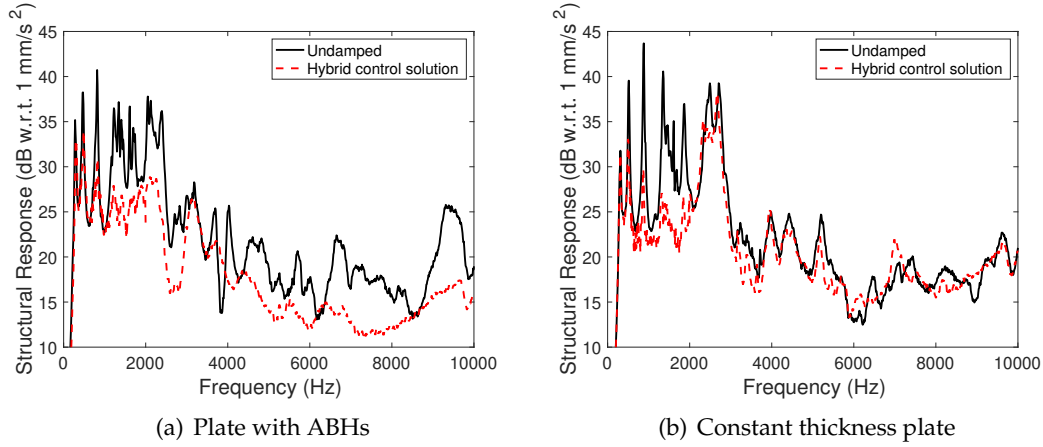 Structural Response (dB w.r.t. 1 mm/s²)
45
40
35
30
25
20
15
10
Undamped
Hybrid control solution
0 2000 4000 6000 8000 10000
Frequency (Hz)
(a) Plate with ABHs
Structural Response (dB w.r.t. 1 mm/s²)
45
40
35
30
25
20
15
10
Undamped
Hybrid control solution
0 2000 4000 6000 8000 10000
Frequency (Hz)
(b) Constant thickness plate